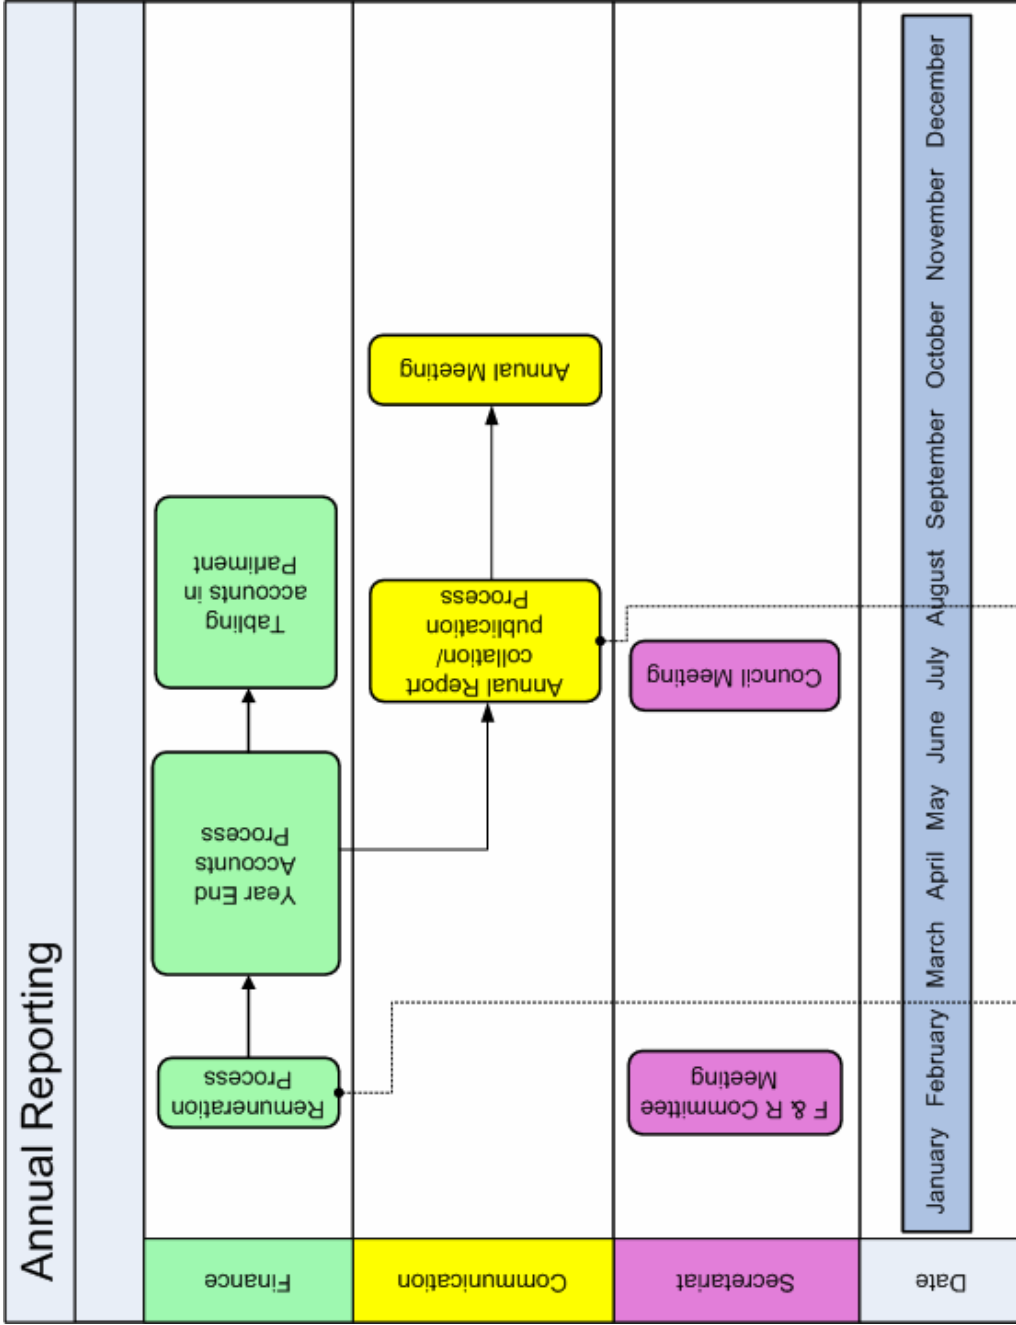 Annual Reporting
Finance
Remuneration
Process
Year End
Accounts
Process
Tabling
accounts in
Parliment
Communication
Annual Report
collation/
publication
Process
Annual Meeting
Secretariat
F & R Committee
Meeting
Council Meeting
Date
January February March April May June July August September October November December